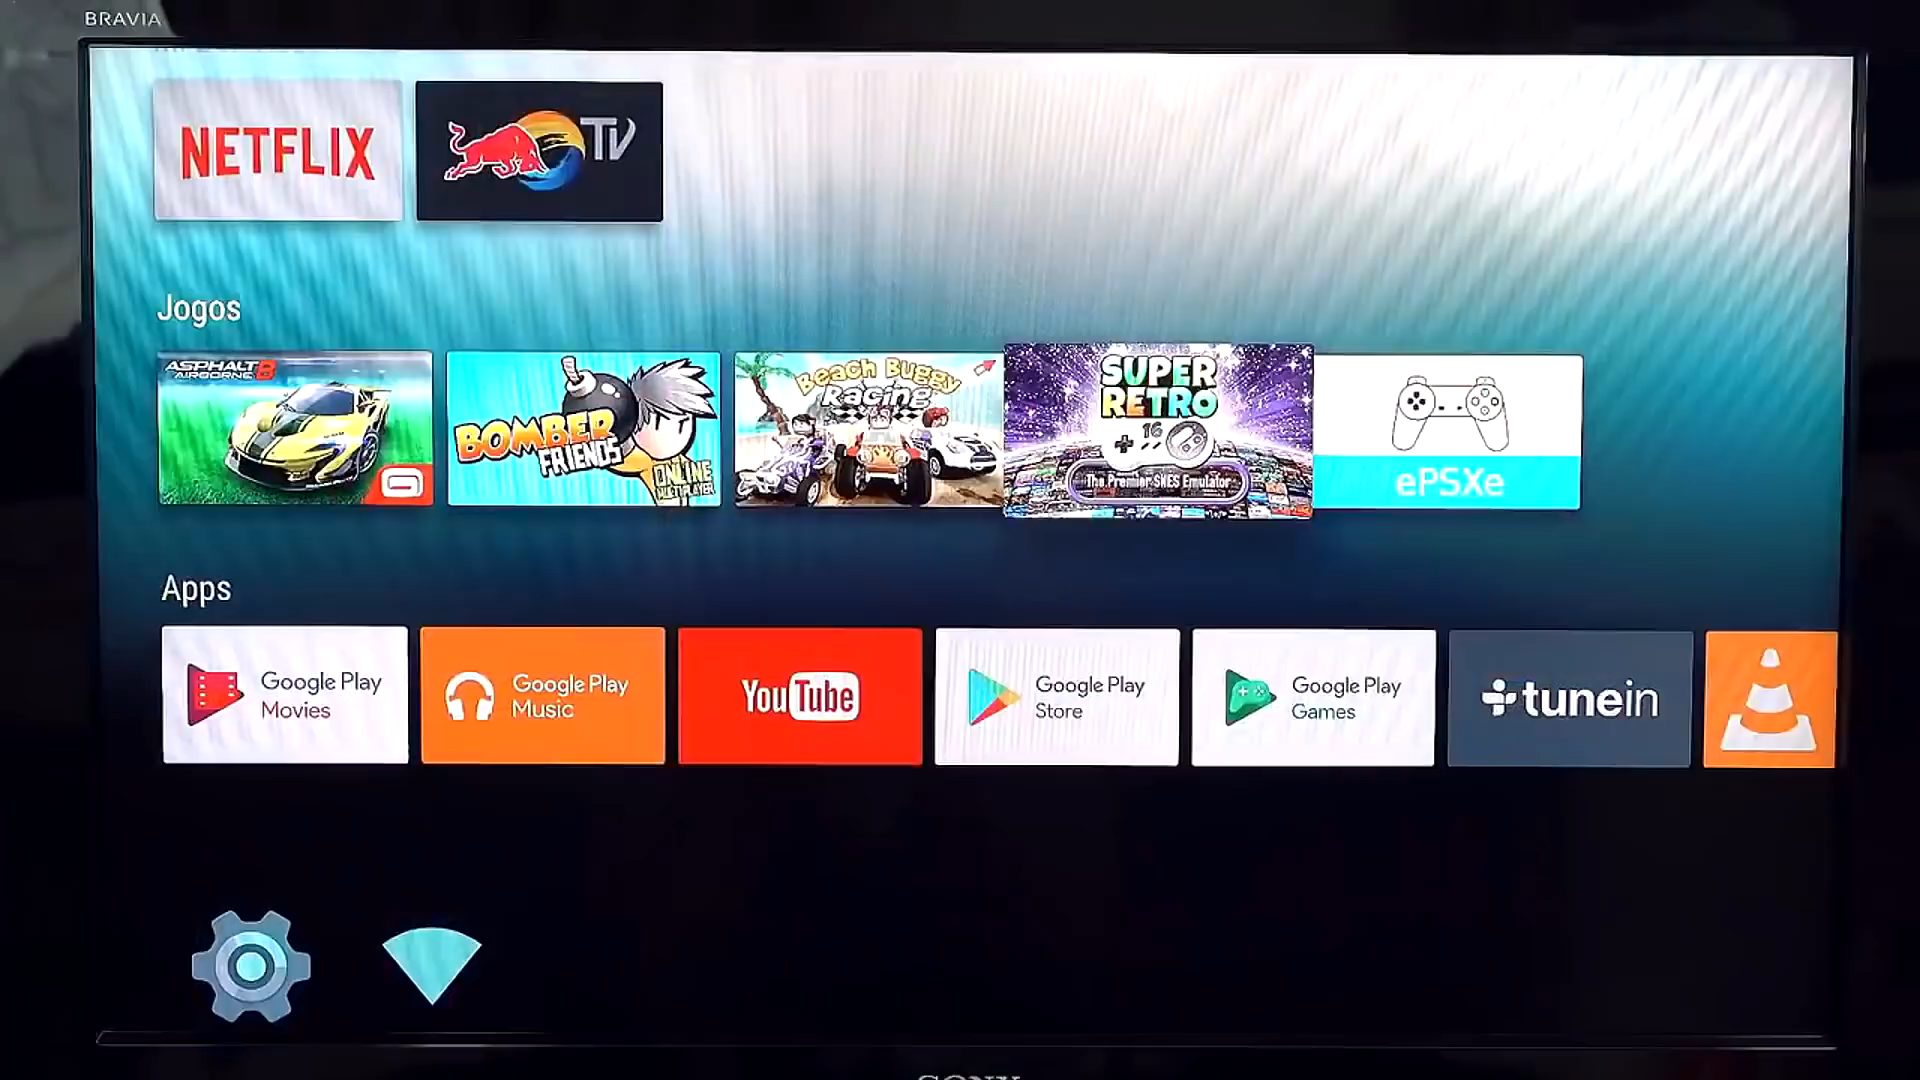 BRAVIA
NETFLIX
TV
Jogos
ASPHALT 8
AIRBORNE
BOMBER
FRIENDS
ONLINE
MULTIPLAYER
Beach Buggy
Racing
SUPER
RETRO
16
The Premier SNES Emulator
ePSXe
Apps
Google Play
Movies
Google Play
Music
YouTube
Google Play
Store
Google Play
Games
tunein
SONY